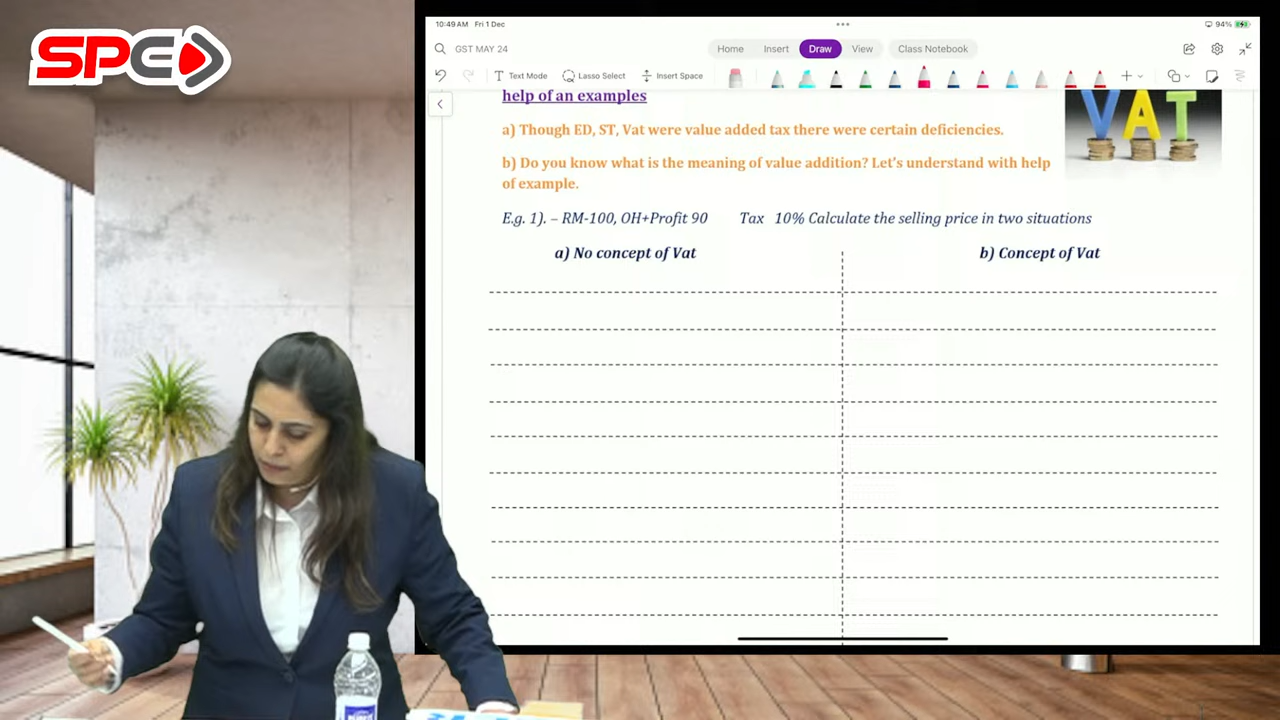 SPED
10:49 AM Fri 1 Dec
94%
GST MAY 24
Home
Insert
Draw
View
Class Notebook
Text Mode
Lasso Select
Insert Space
help of an examples
a) Though ED, ST, Vat were value added tax there were certain deficiencies.
b) Do you know what is the meaning of value addition? Let's understand with help
of example.
VAT
E.g. 1). – RM-100, OH+Profit 90 Tax 10% Calculate the selling price in two situations
a) No concept of Vat
b) Concept of Vat